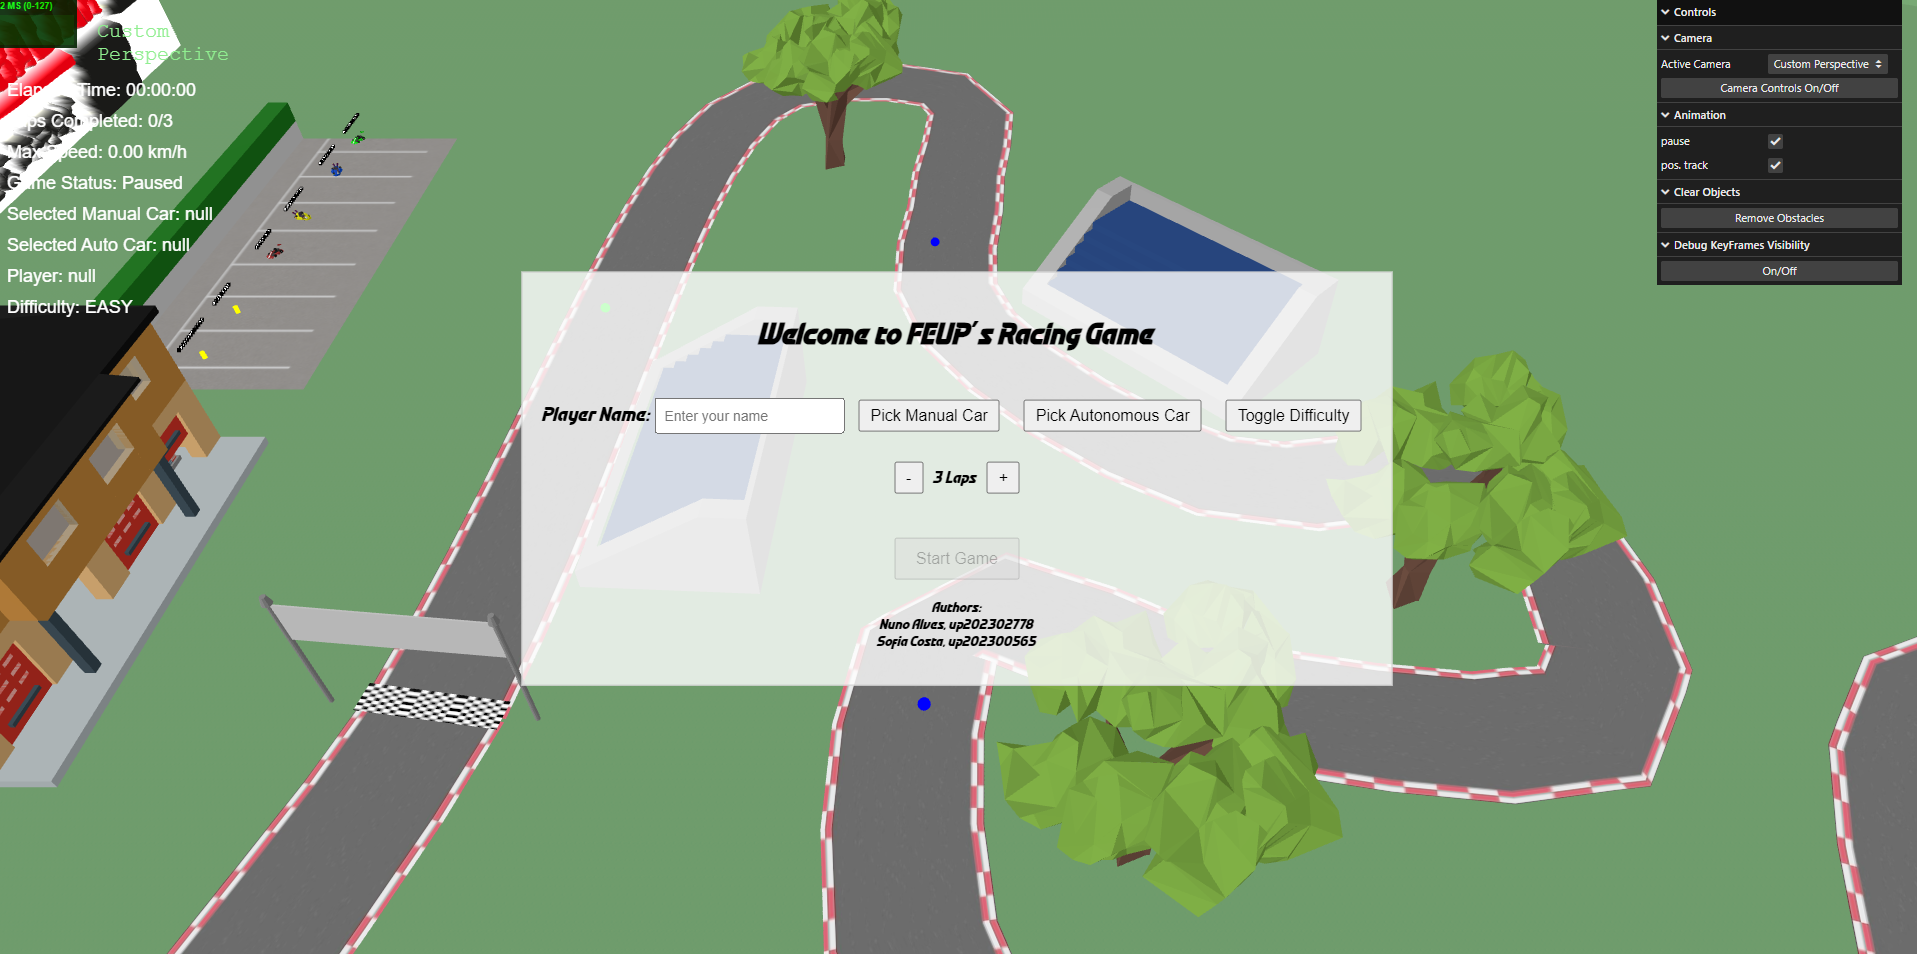 2 MS (0-127)
Custom
Perspective
Elapsed Time: 00:00:00
Laps Completed: 0/3
Max Speed: 0.00 km/h
Game Status: Paused
Selected Manual Car: null
Selected Auto Car: null
Player: null
Difficulty: EASY
Welcome to FEUP's Racing Game
Player Name: Enter your name Pick Manual Car Pick Autonomous Car Toggle Difficulty
- 3 Laps +
Start Game
Authors:
Nuno Alves, up202302778
Sofia Costa, up202300565
Controls
Camera
Active Camera Custom Perspective
Camera Controls On/Off
Animation
pause
pos. track
Clear Objects
Remove Obstacles
Debug KeyFrames Visibility
On/Off